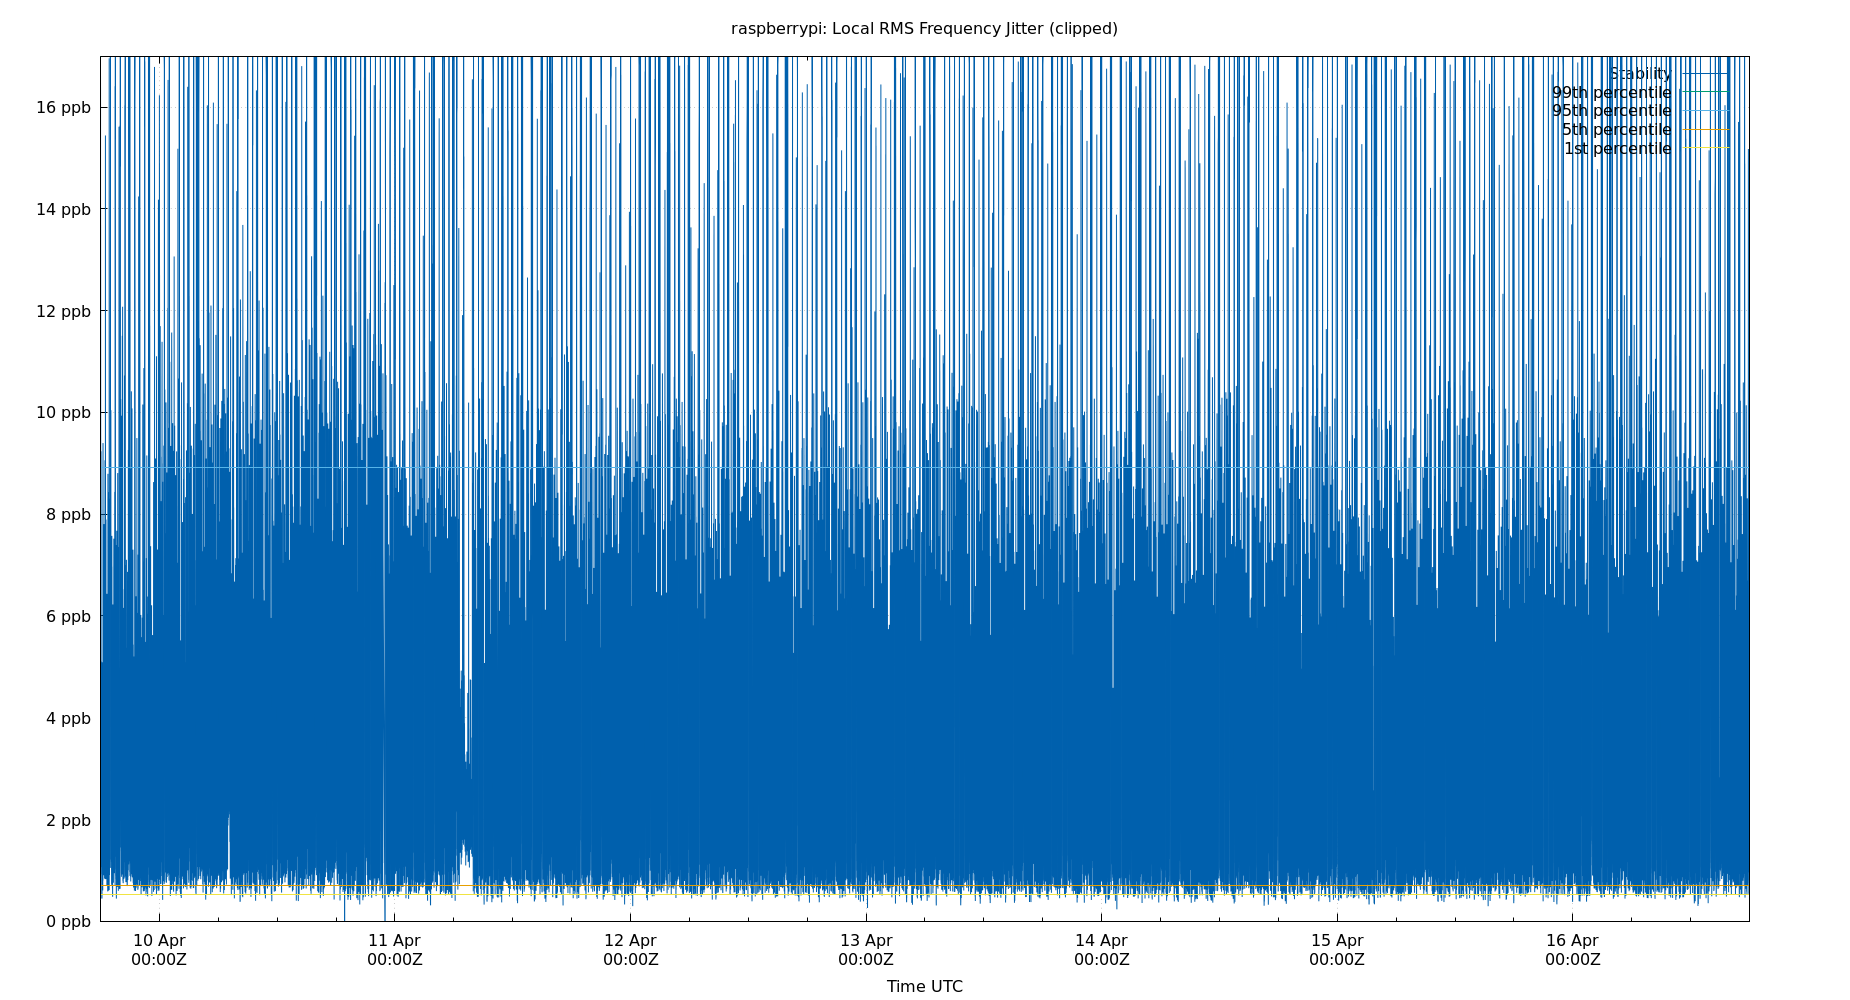 raspberrypi: Local RMS Frequency Jitter (clipped)
Stability
99th percentile
95th percentile
5th percentile
1st percentile
16 ppb
14 ppb
12 ppb
10 ppb
8 ppb
6 ppb
4 ppb
2 ppb
0 ppb
10 Apr 11 Apr 12 Apr 13 Apr 14 Apr 15 Apr 16 Apr
00:00Z 00:00Z 00:00Z 00:00Z 00:00Z 00:00Z 00:00Z
Time UTC